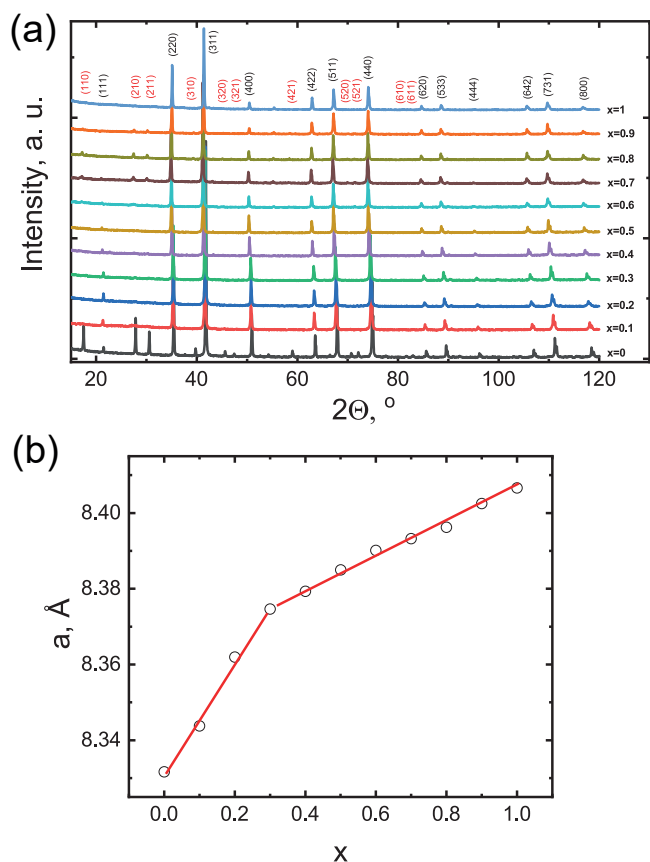 (a)
Intensity, a. u.
(110) (111) (210) (211) (220) (310) (311) (320) (321) (400) (421) (422) (511) (520) (521) (440) (610) (611) (620) (533) (444) (642) (731) (800)
x=1
x=0.9
x=0.8
x=0.7
x=0.6
x=0.5
x=0.4
x=0.3
x=0.2
x=0.1
x=0
20 40 60 80 100 120
2Θ, °
(b)
a, Å
8.40
8.38
8.36
8.34
0.0 0.2 0.4 0.6 0.8 1.0
x